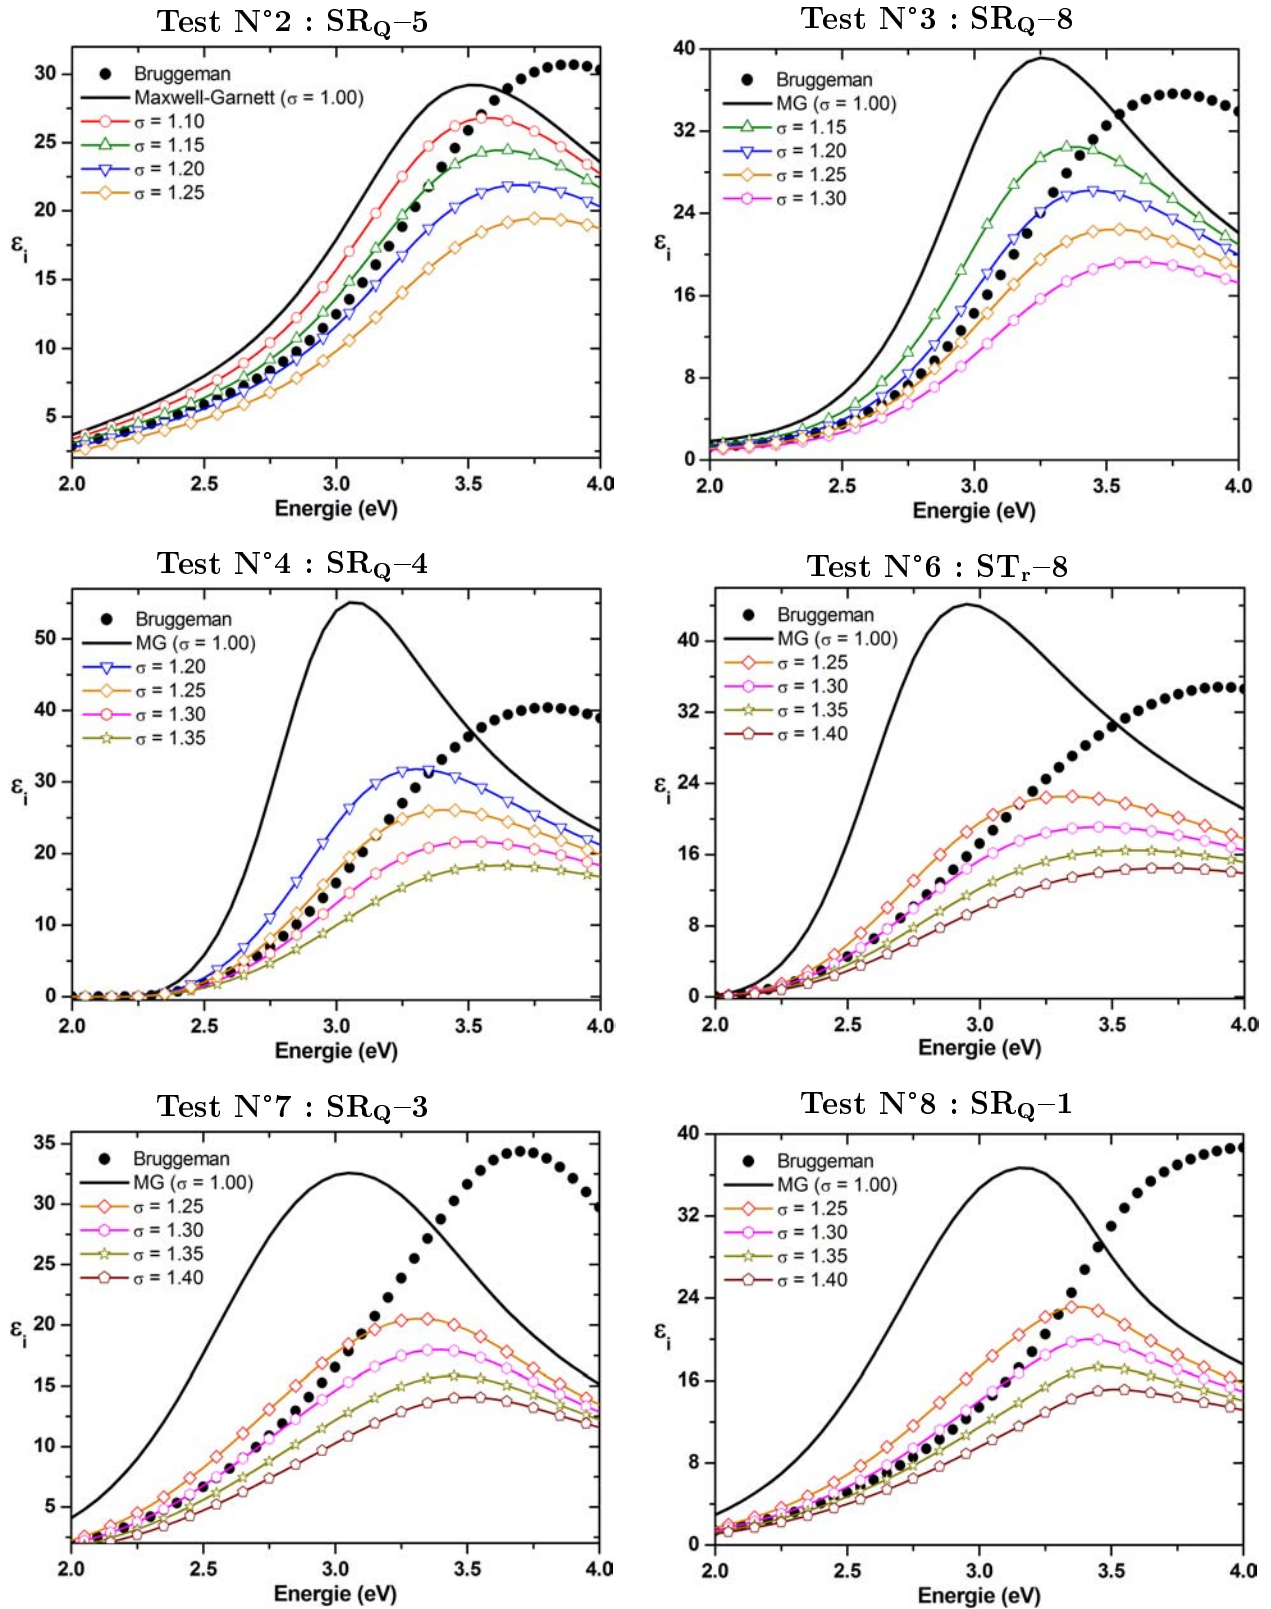 Test N°2 : SR_Q–5
30
25
20
15
10
5
ε_i
Bruggeman
Maxwell-Garnett (σ = 1.00)
σ = 1.10
σ = 1.15
σ = 1.20
σ = 1.25
2.0 2.5 3.0 3.5 4.0
Energie (eV)
Test N°3 : SR_Q–8
40
32
24
16
8
0
ε_i
Bruggeman
MG (σ = 1.00)
σ = 1.15
σ = 1.20
σ = 1.25
σ = 1.30
2.0 2.5 3.0 3.5 4.0
Energie (eV)
Test N°4 : SR_Q–4
50
40
30
20
10
0
ε_i
Bruggeman
MG (σ = 1.00)
σ = 1.20
σ = 1.25
σ = 1.30
σ = 1.35
2.0 2.5 3.0 3.5 4.0
Energie (eV)
Test N°6 : ST_r–8
40
32
24
16
8
0
ε_i
Bruggeman
MG (σ = 1.00)
σ = 1.25
σ = 1.30
σ = 1.35
σ = 1.40
2.0 2.5 3.0 3.5 4.0
Energie (eV)
Test N°7 : SR_Q–3
35
30
25
20
15
10
5
ε_i
Bruggeman
MG (σ = 1.00)
σ = 1.25
σ = 1.30
σ = 1.35
σ = 1.40
2.0 2.5 3.0 3.5 4.0
Energie (eV)
Test N°8 : SR_Q–1
40
32
24
16
8
0
ε_i
Bruggeman
MG (σ = 1.00)
σ = 1.25
σ = 1.30
σ = 1.35
σ = 1.40
2.0 2.5 3.0 3.5 4.0
Energie (eV)